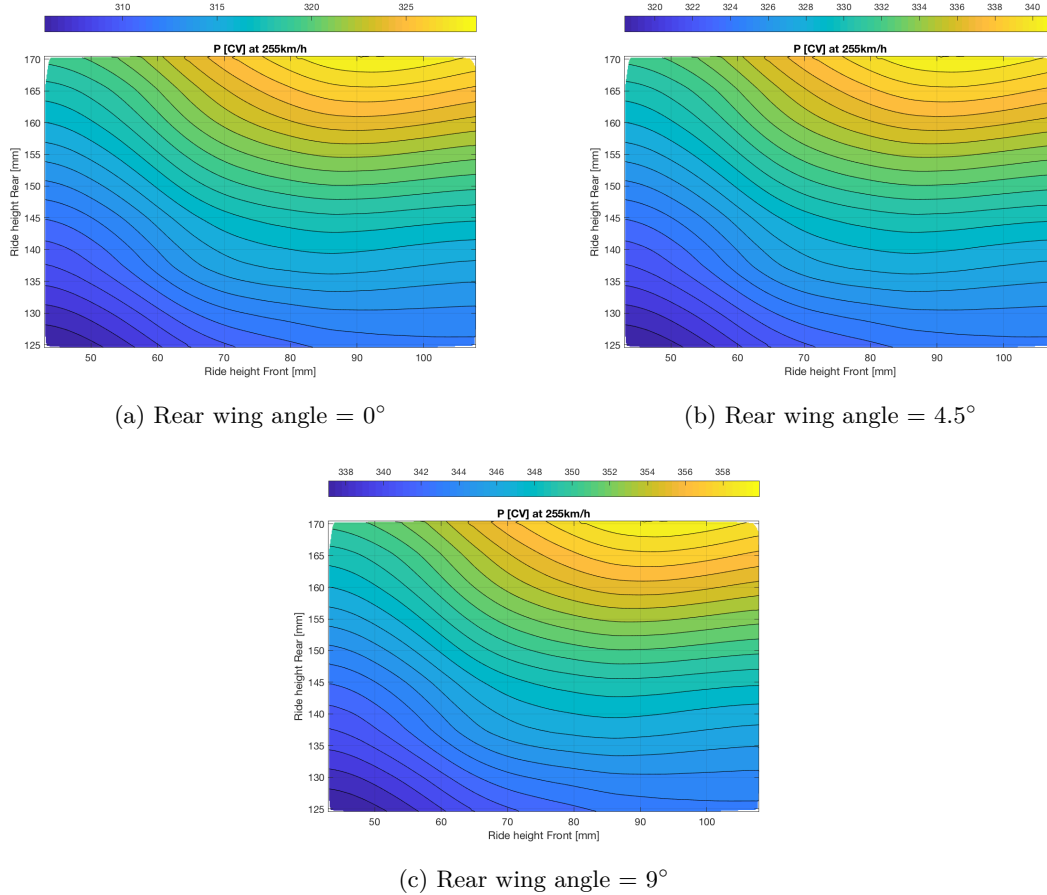 310 315 320 325
P [CV] at 255km/h
170
165
160
155
150
145
140
135
130
125
Ride height Rear [mm]
50 60 70 80 90 100
Ride height Front [mm]
(a) Rear wing angle = 0°
320 322 324 326 328 330 332 334 336 338 340
P [CV] at 255km/h
170
165
160
155
150
145
140
135
130
125
Ride height Rear [mm]
50 60 70 80 90 100
Ride height Front [mm]
(b) Rear wing angle = 4.5°
338 340 342 344 346 348 350 352 354 356 358
P [CV] at 255km/h
170
165
160
155
150
145
140
135
130
125
Ride height Rear [mm]
50 60 70 80 90 100
Ride height Front [mm]
(c) Rear wing angle = 9°